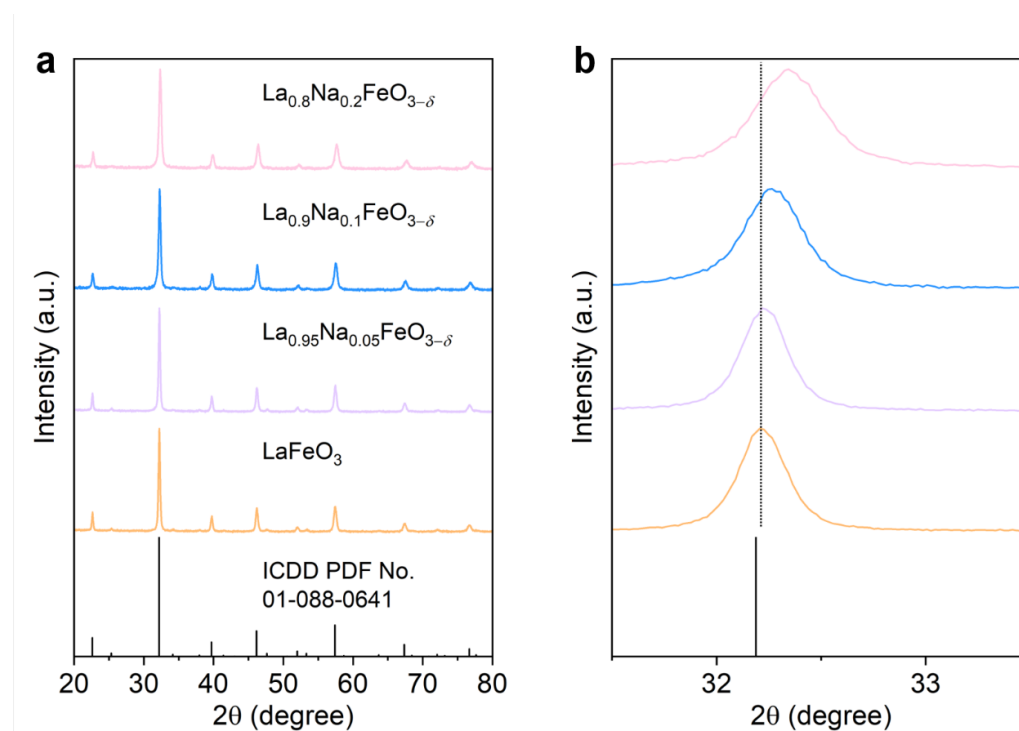 a
La₀.₈Na₀.₂FeO₃₋δ
La₀.₉Na₀.₁FeO₃₋δ
La₀.₉₅Na₀.₀₅FeO₃₋δ
LaFeO₃
ICDD PDF No.
01-088-0641
Intensity (a.u.)
20 30 40 50 60 70 80
2θ (degree)
b
Intensity (a.u.)
32 33
2θ (degree)